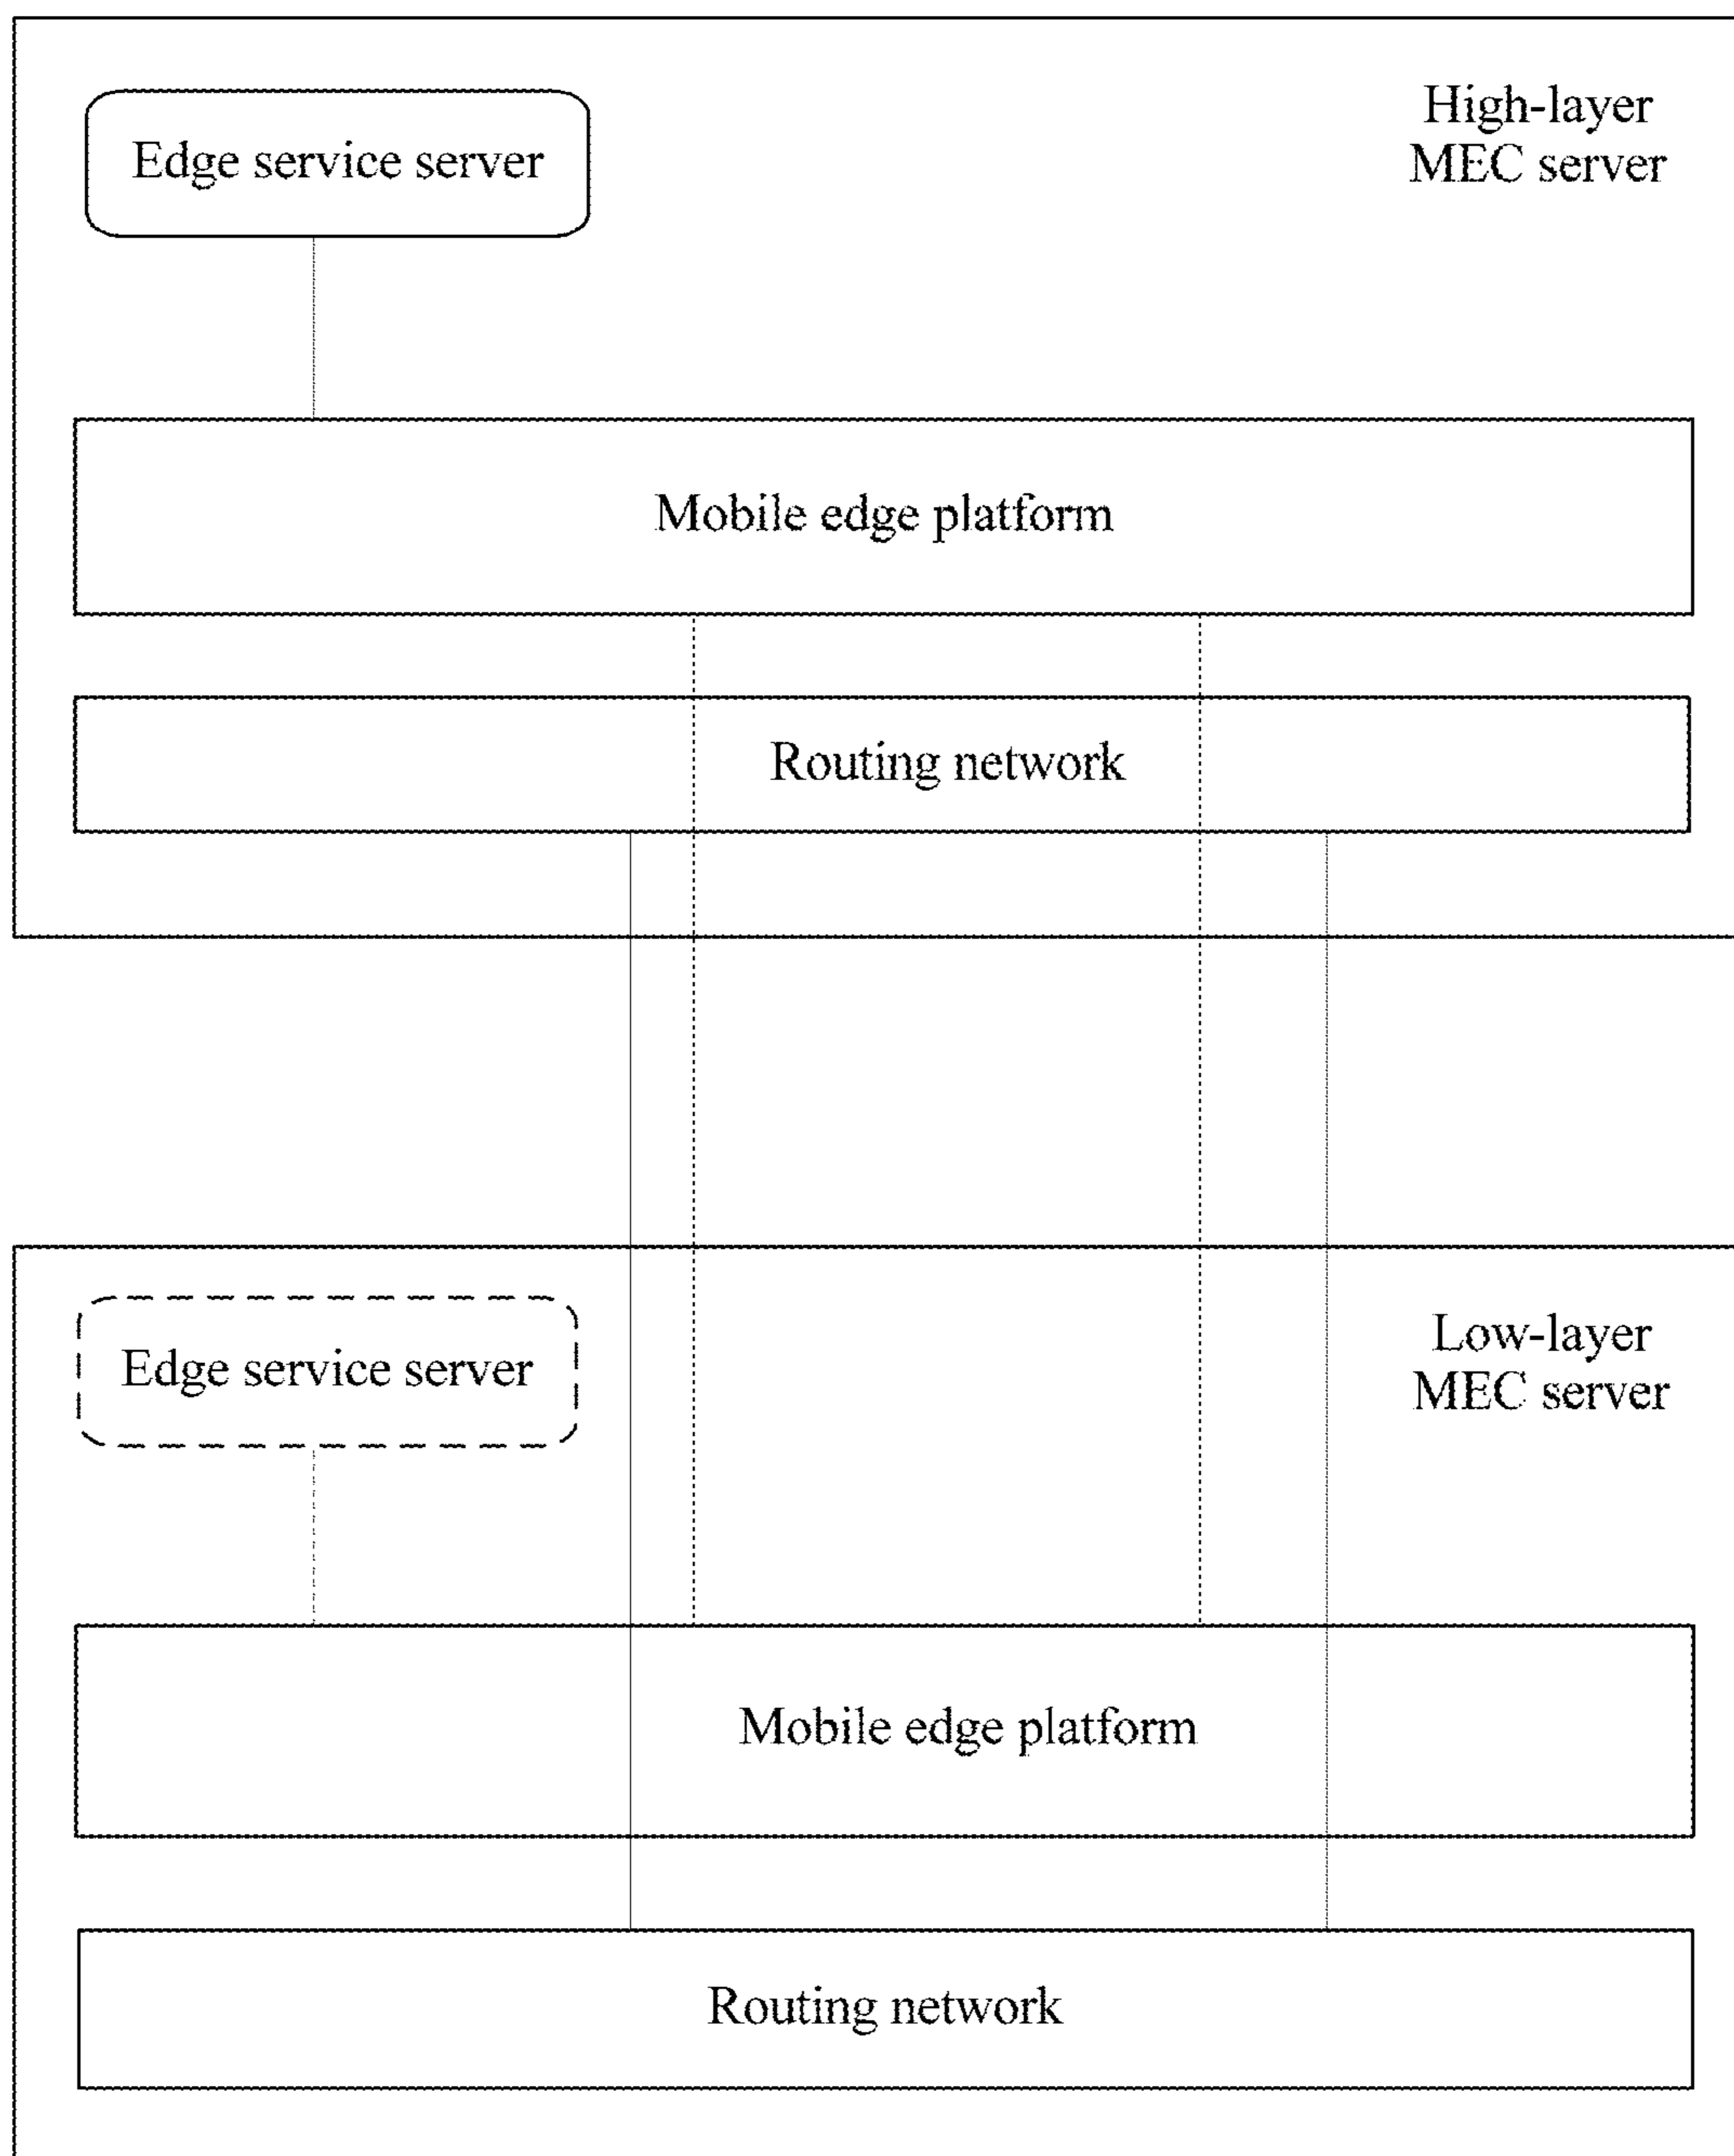 Edge service server
High-layer
MEC server
Mobile edge platform
Routing network
Edge service server
Low-layer
MEC server
Mobile edge platform
Routing network